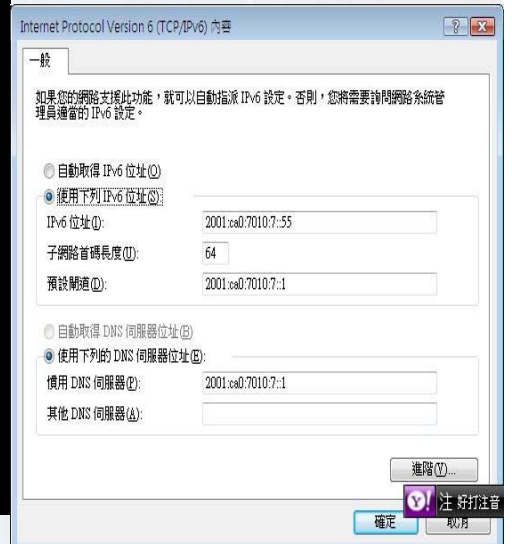 Internet Protocol Version 6 (TCP/IPv6) 內容
一般
如果您的網路支援此功能，就可以自動指派 IPv6 設定。否則，您將需要詢問網路系統管
理員適當的 IPv6 設定。
自動取得 IPv6 位址(O)
使用下列 IPv6 位址(S):
IPv6 位址(I): 2001:ca0:7010:7::55
子網路首碼長度(U): 64
預設閘道(D): 2001:ca0:7010:7::1
自動取得 DNS 伺服器位址(B)
使用下列的 DNS 伺服器位址(E):
慣用 DNS 伺服器(P): 2001:ca0:7010:7::1
其他 DNS 伺服器(A):
進階(V)...
Y! 注 好打注音
確定 取消